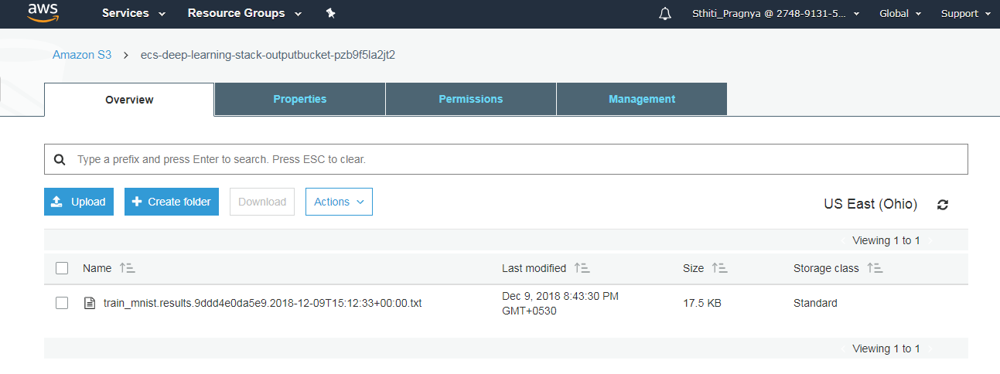 aws Services Resource Groups Sthiti_Pragnya @ 2748-9131-5... Global Support
Amazon S3 > ecs-deep-learning-stack-outputbucket-pzb9f5la2jt2
Overview Properties Permissions Management
Type a prefix and press Enter to search. Press ESC to clear.
Upload + Create folder Download Actions US East (Ohio)
Viewing 1 to 1
Name Last modified Size Storage class
train_mnist.results.9ddd4e0da5e9.2018-12-09T15:12:33+00:00.txt Dec 9, 2018 8:43:30 PM 17.5 KB Standard
GMT+0530
Viewing 1 to 1